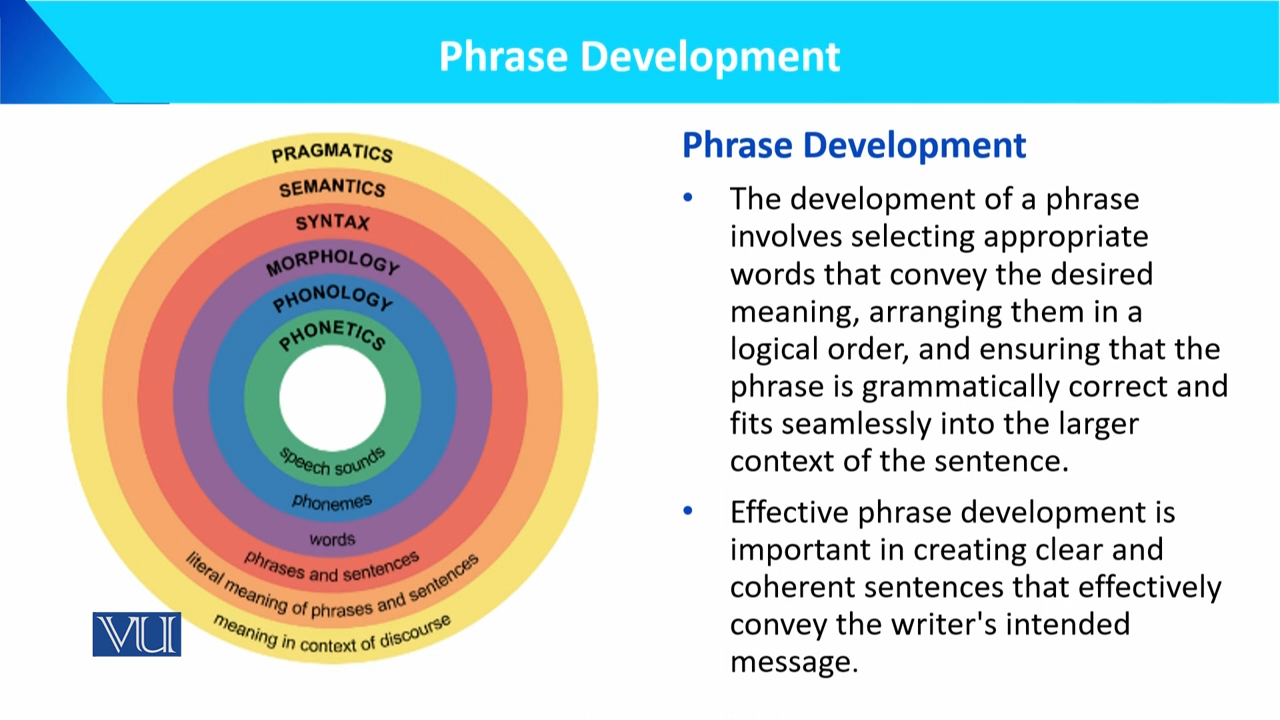 Phrase Development
PRAGMATICS
SEMANTICS
SYNTAX
MORPHOLOGY
PHONOLOGY
PHONETICS
speech sounds
phonemes
words
phrases and sentences
literal meaning of phrases and sentences
meaning in context of discourse
VU
Phrase Development
• The development of a phrase
involves selecting appropriate
words that convey the desired
meaning, arranging them in a
logical order, and ensuring that the
phrase is grammatically correct and
fits seamlessly into the larger
context of the sentence.
• Effective phrase development is
important in creating clear and
coherent sentences that effectively
convey the writer's intended
message.